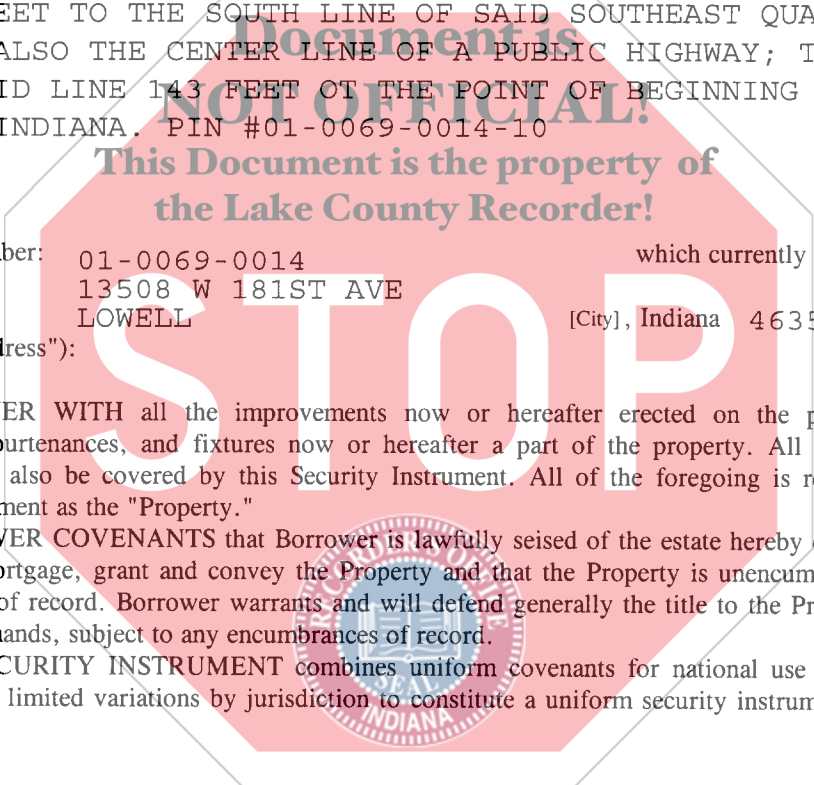 EET TO THE SOUTH LINE OF SAID SOUTHEAST QUA
ALSO THE CENTER LINE OF A PUBLIC HIGHWAY; T
ID LINE 143 FEET OT THE POINT OF BEGINNING
INDIANA. PIN #01-0069-0014-10
Document is
NOT OFFICIAL!
This Document is the property of
the Lake County Recorder!
ber: 01-0069-0014 which currently
13508 W 181ST AVE
LOWELL [City], Indiana 4635
dress"):
STOP
ER WITH all the improvements now or hereafter erected on the p
purtenances, and fixtures now or hereafter a part of the property. All
also be covered by this Security Instrument. All of the foregoing is re
ment as the "Property."
VER COVENANTS that Borrower is lawfully seised of the estate hereby
ortgage, grant and convey the Property and that the Property is unencum
of record. Borrower warrants and will defend generally the title to the Pr
ands, subject to any encumbrances of record.
CURITY INSTRUMENT combines uniform covenants for national use
limited variations by jurisdiction to constitute a uniform security instrum
RECORDER'S OFFICE
SEAL
INDIANA